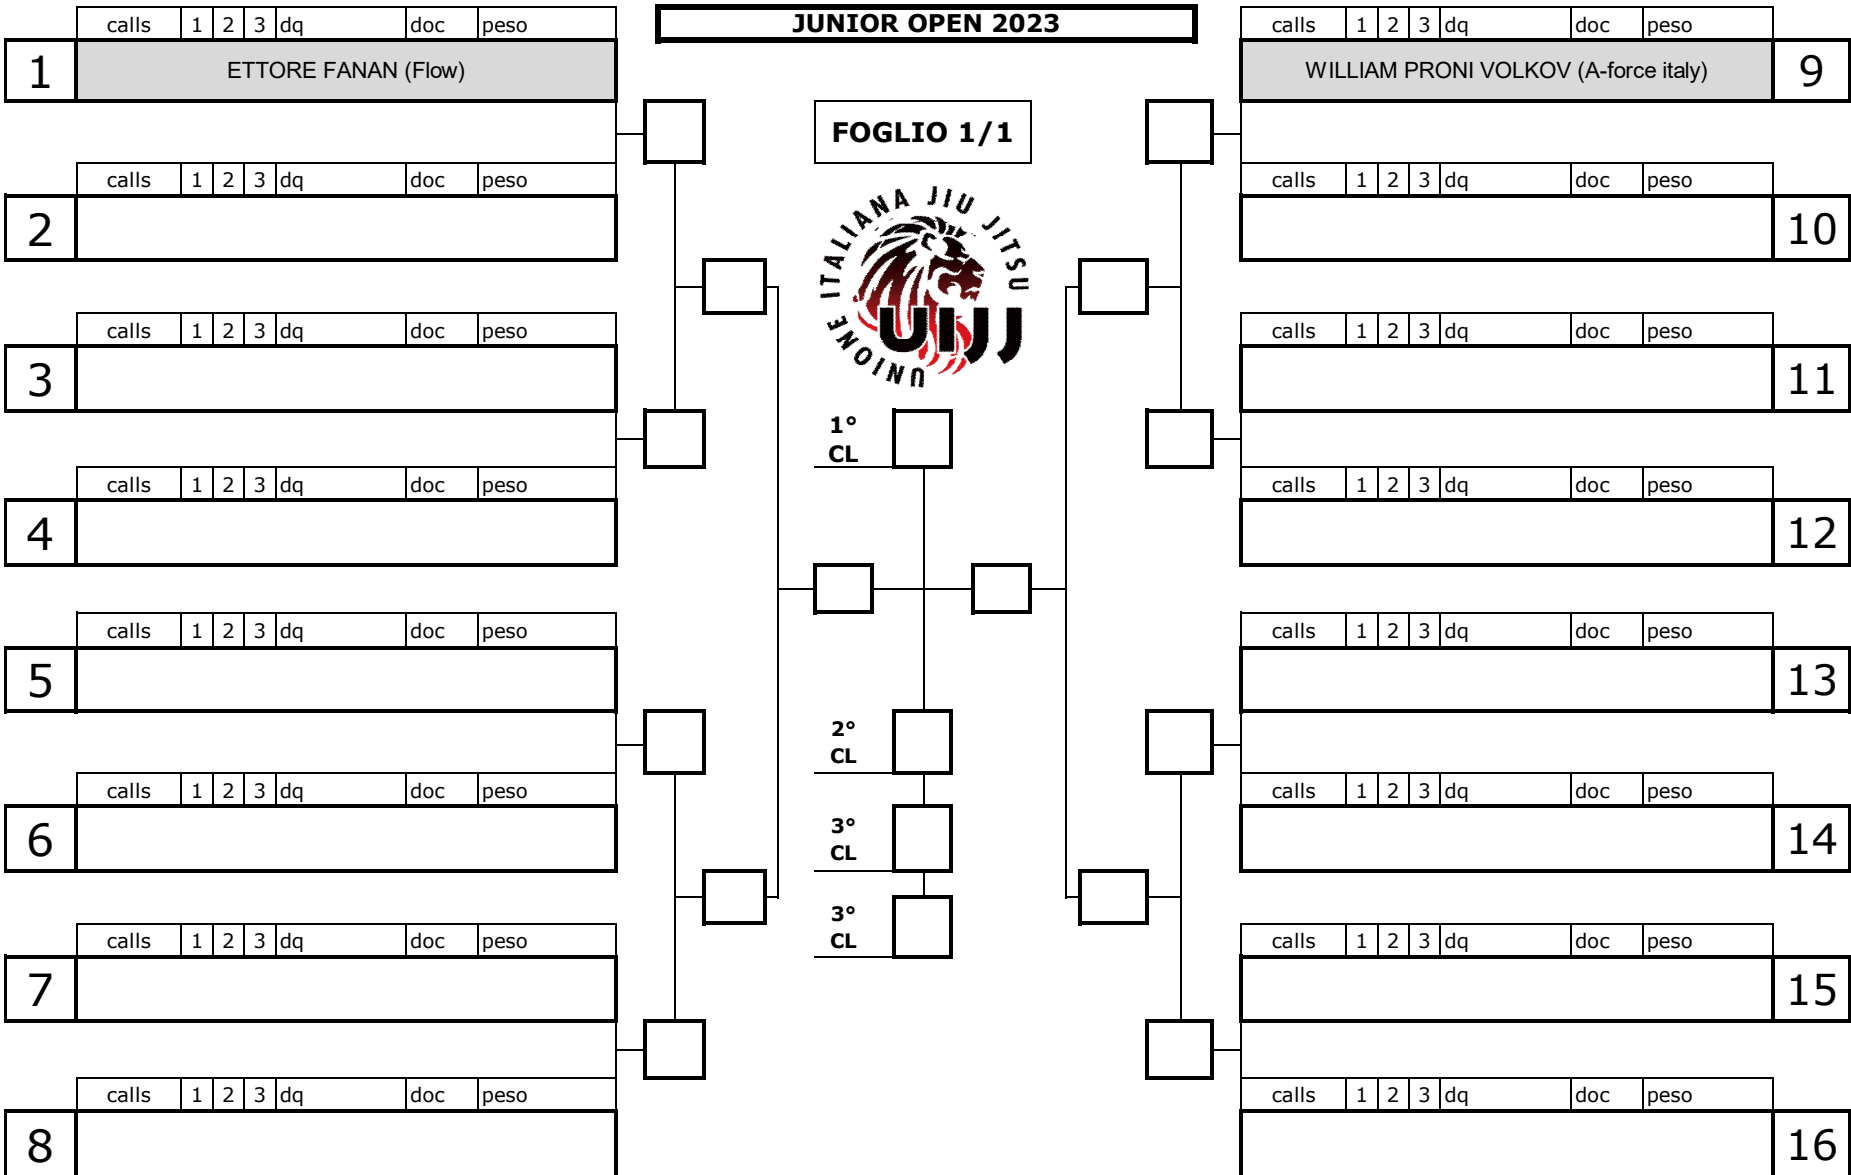 JUNIOR OPEN 2023
calls 1 2 3 dq doc peso
1 ETTORE FANAN (Flow)
calls 1 2 3 dq doc peso
2
calls 1 2 3 dq doc peso
3
calls 1 2 3 dq doc peso
4
calls 1 2 3 dq doc peso
5
calls 1 2 3 dq doc peso
6
calls 1 2 3 dq doc peso
7
calls 1 2 3 dq doc peso
8
FOGLIO 1/1
UNIONE ITALIANA JIU JITSU
UIJJ
1°
CL
2°
CL
3°
CL
3°
CL
calls 1 2 3 dq doc peso
WILLIAM PRONI VOLKOV (A-force italy) 9
calls 1 2 3 dq doc peso
10
calls 1 2 3 dq doc peso
11
calls 1 2 3 dq doc peso
12
calls 1 2 3 dq doc peso
13
calls 1 2 3 dq doc peso
14
calls 1 2 3 dq doc peso
15
calls 1 2 3 dq doc peso
16